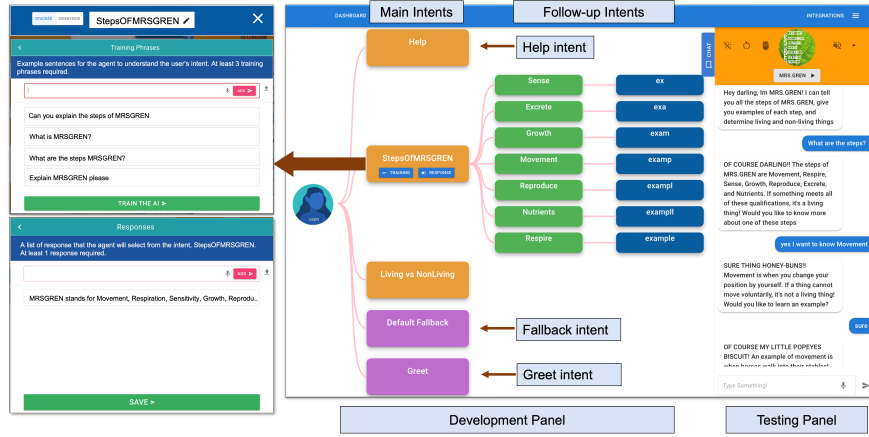 STACKER
SIDEBYSIDE
StepsOfMRSGREN
Training Phrases
Example sentences for the agent to understand the user's intent. At least 3 training
phrases required.
ADD
Can you explain the steps of MRSGREN
What is MRSGREN?
What are the steps MRSGREN?
Explain MRSGREN please
TRAIN THE AI
Responses
A list of response that the agent will select from the intent, StepsOFMRSGREN.
At least 1 response required.
ADD
MRSGREN stands for Movement, Respiration, Sensitivity, Growth, Reprodu..
SAVE
DASHBOARD
Main Intents
Follow-up Intents
INTEGRATIONS
Help
Help intent
StepsOfMRSGREN
TRAINING
RESPONSE
USER
Sense
ex
Excrete
exa
Growth
exam
Movement
examp
Reproduce
exampl
Nutrients
exampll
Respire
example
Living vs NonLiving
Default Fallback
Fallback intent
Greet
Greet intent
CHAT
MRS.GREN
Hey darling, Im MRS.GREN! I can tell
you all the steps of MRS.GREN, give
you examples of each step, and
determine living and non-living things
What are the steps?
OF COURSE DARLING!! The steps of
MRS.GREN are Movement, Respire,
Sense, Growth, Reproduce, Excrete,
and Nutrients. If something meets all
of these qualifications, it's a living
thing! Would you like to know more
about one of these steps
yes I want to know Movement
SURE THING HONEY-BUNS!!
Movement is when you change your
position by yourself. If a thing cannot
move voluntarily, it's not a living thing!
Would you like to learn an example?
sure
OF COURSE MY LITTLE POPEYES
BISCUIT! An example of movement is
when horses walk into their stables!
Type Something!
Development Panel
Testing Panel